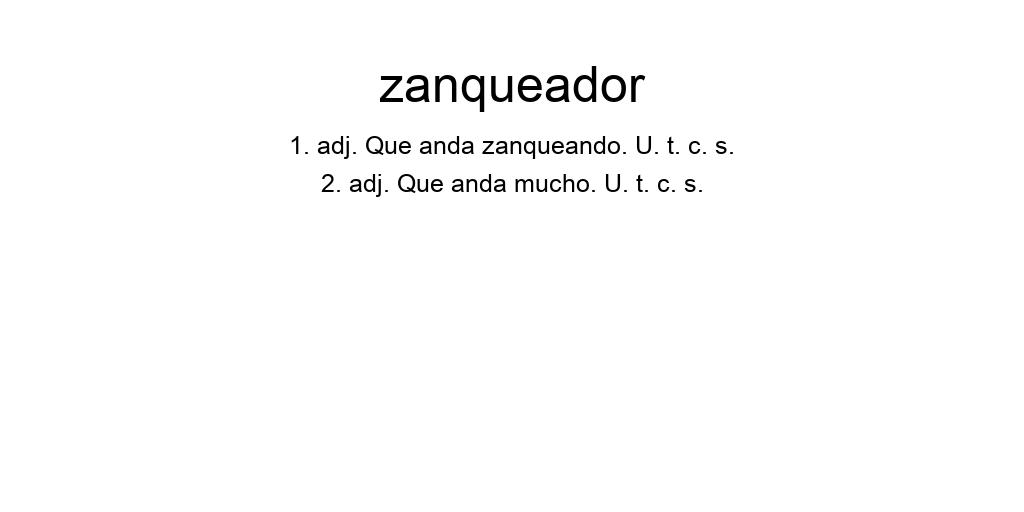 zanqueador
1. adj. Que anda zanqueando. U. t. c. s.
2. adj. Que anda mucho. U. t. c. s.